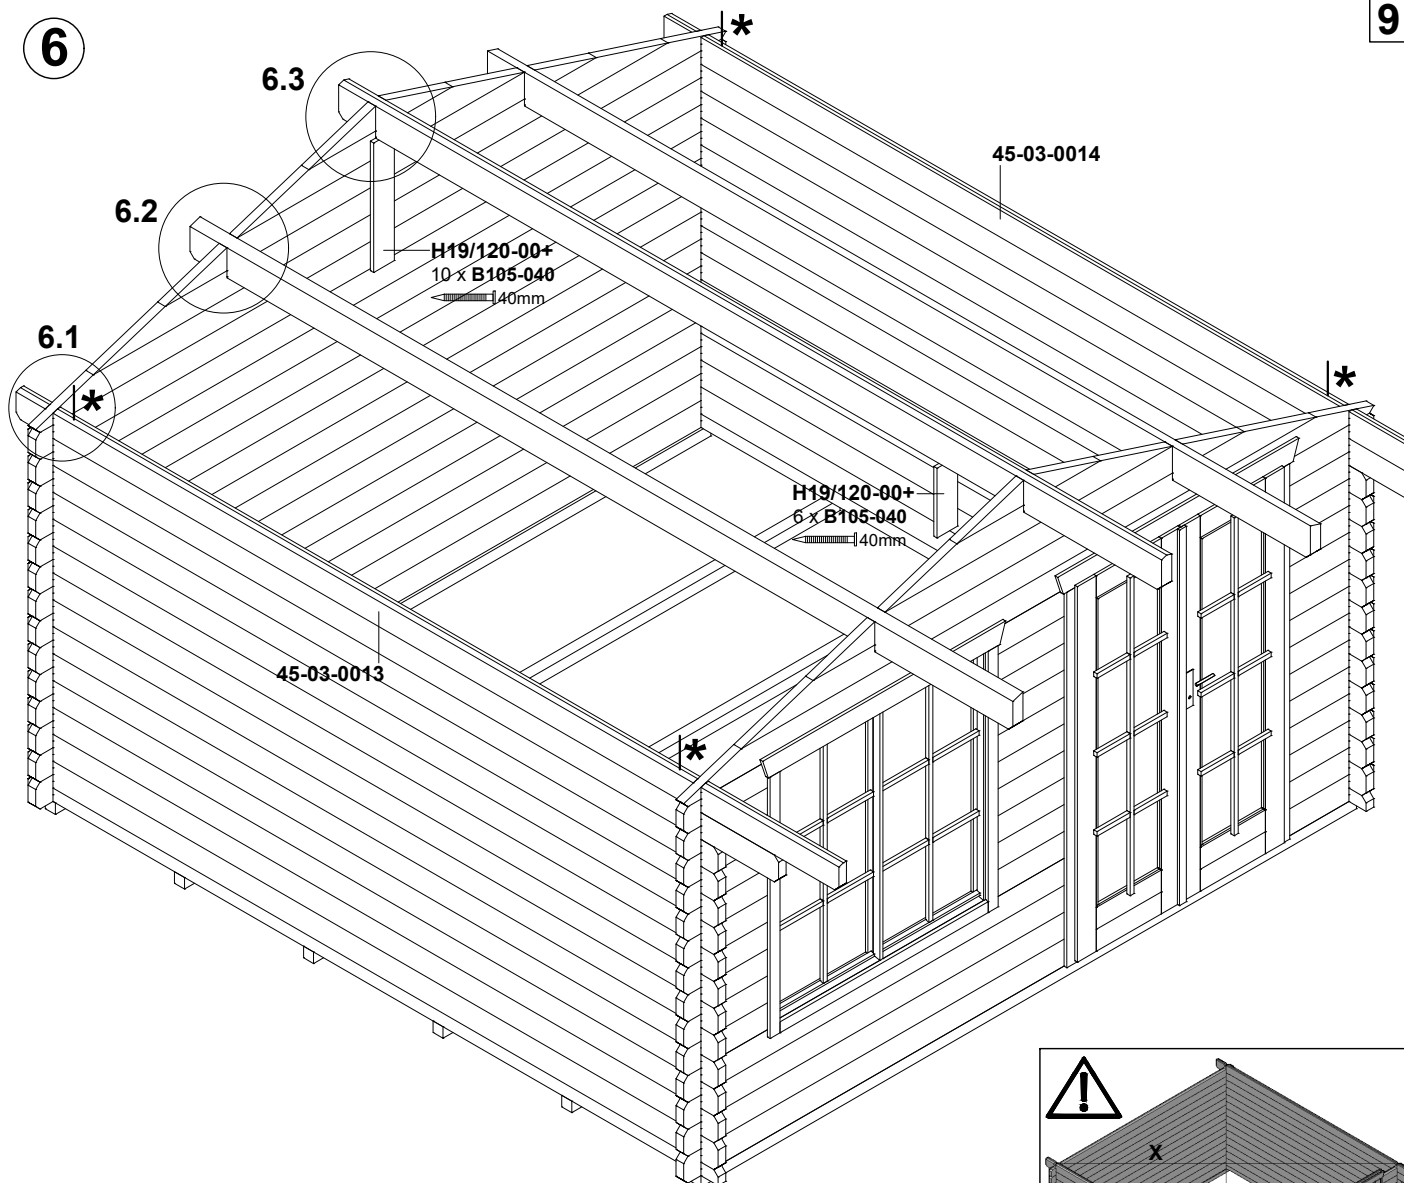 6
9
*
6.3
45-03-0014
6.2
H19/120-00+
10 x B105-040
40mm
6.1
*
*
H19/120-00+
6 x B105-040
40mm
45-03-0013
*
!
x